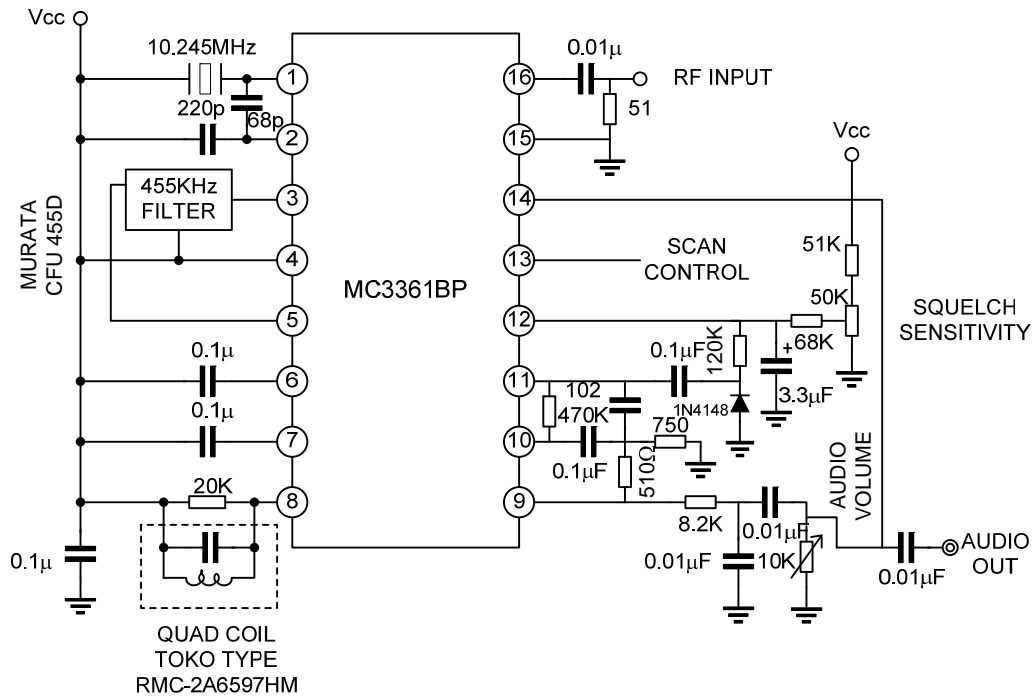 Vcc
10.245MHz
220p
68p
455KHz
FILTER
MURATA
CFU 455D
0.1μ
0.1μ
20K
0.1μ
QUAD COIL
TOKO TYPE
RMC-2A6597HM
1
2
3
4
5
6
7
8
MC3361BP
16
15
14
13
12
11
10
9
0.01μ
RF INPUT
51
Vcc
SCAN
CONTROL
51K
50K
SQUELCH
SENSITIVITY
68K
+
3.3μF
120K
0.1μF
1N4148
102
470K
750
0.1μF
510Ω
8.2K
0.01μF
0.01μF
10K
AUDIO
VOLUME
0.01μF
AUDIO
OUT